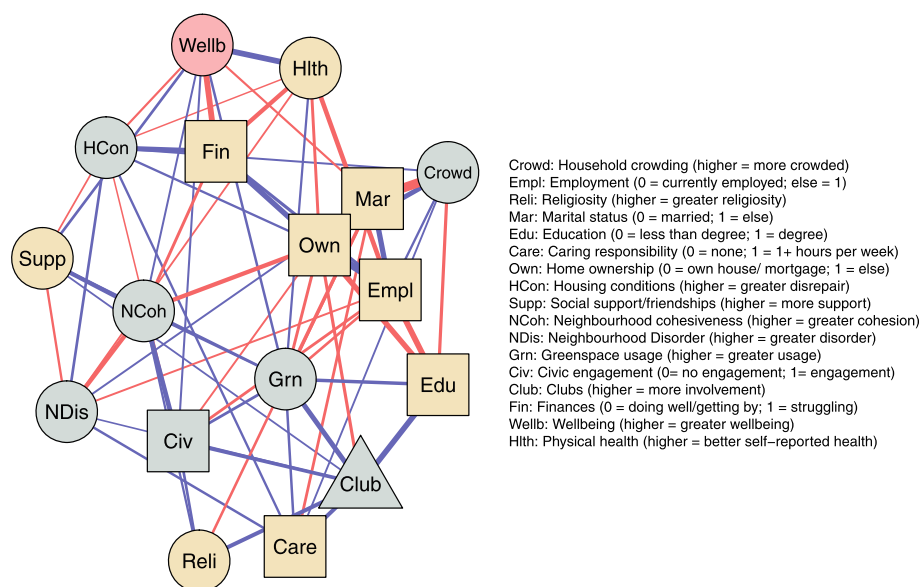 Wellb
Hlth
HCon
Fin
Crowd
Mar
Own
Supp
Empl
NCoh
Grn
Edu
NDis
Civ
Club
Care
Reli
Crowd: Household crowding (higher = more crowded)
Empl: Employment (0 = currently employed; else = 1)
Reli: Religiosity (higher = greater religiosity)
Mar: Marital status (0 = married; 1 = else)
Edu: Education (0 = less than degree; 1 = degree)
Care: Caring responsibility (0 = none; 1 = 1+ hours per week)
Own: Home ownership (0 = own house/ mortgage; 1 = else)
HCon: Housing conditions (higher = greater disrepair)
Supp: Social support/friendships (higher = more support)
NCoh: Neighbourhood cohesiveness (higher = greater cohesion)
NDis: Neighbourhood Disorder (higher = greater disorder)
Grn: Greenspace usage (higher = greater usage)
Civ: Civic engagement (0= no engagement; 1= engagement)
Club: Clubs (higher = more involvement)
Fin: Finances (0 = doing well/getting by; 1 = struggling)
Wellb: Wellbeing (higher = greater wellbeing)
Hlth: Physical health (higher = better self−reported health)